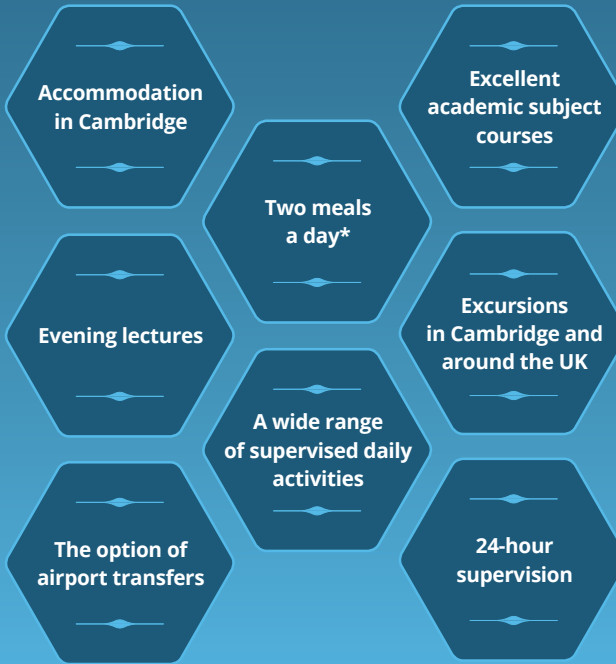 Accommodation
in Cambridge
Excellent
academic subject
courses
Two meals
a day*
Evening lectures
Excursions
in Cambridge and
around the UK
A wide range
of supervised daily
activities
The option of
airport transfers
24-hour
supervision